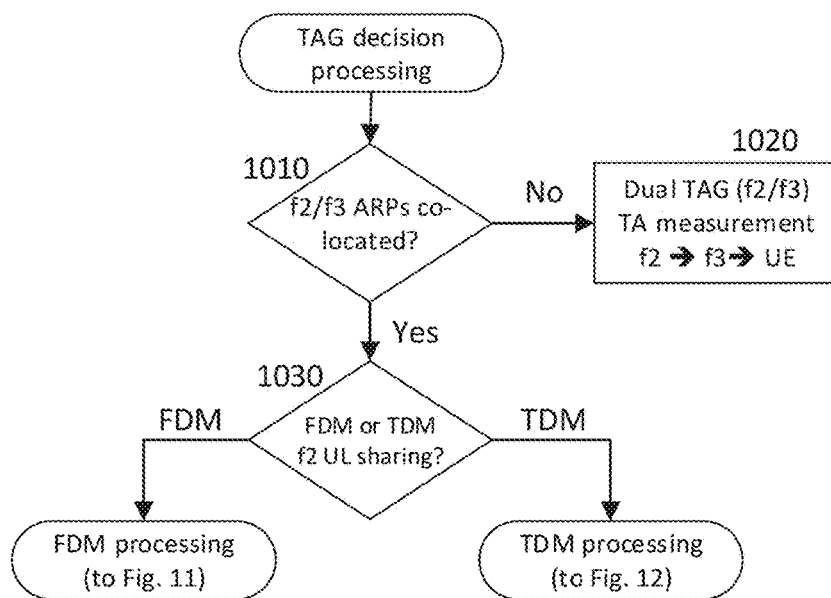 TAG decision
processing
1010
f2/f3 ARPs co-
located?
No
1020
Dual TAG (f2/f3)
TA measurement
f2 ➔ f3 ➔ UE
Yes
1030
FDM or TDM
f2 UL sharing?
FDM
TDM
FDM processing
(to Fig. 11)
TDM processing
(to Fig. 12)